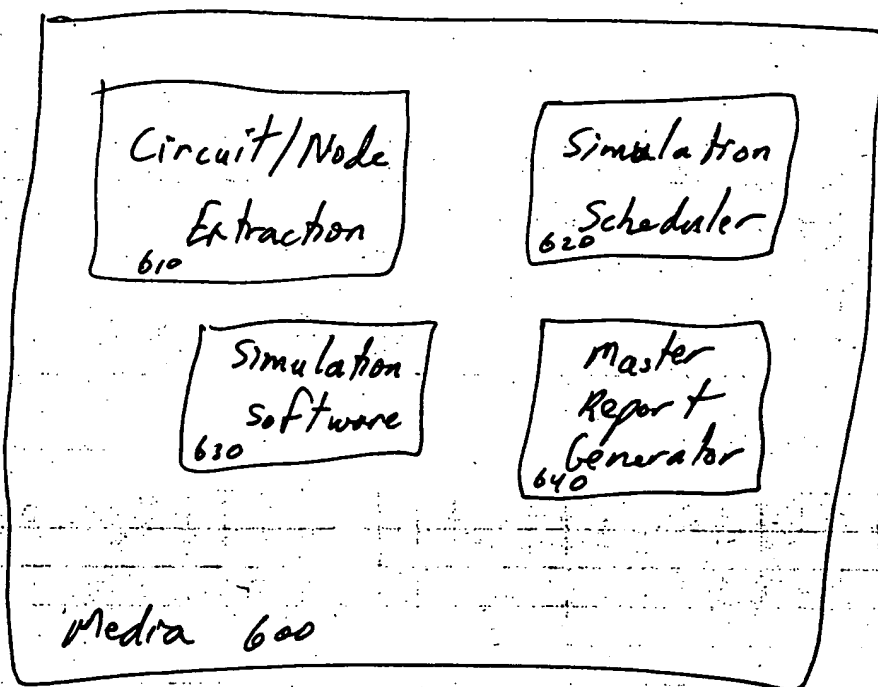 Circuit/Node
Extraction
610
Simulation
Scheduler
620
Simulation
Software
630
Master
Report
Generator
640
Media 600